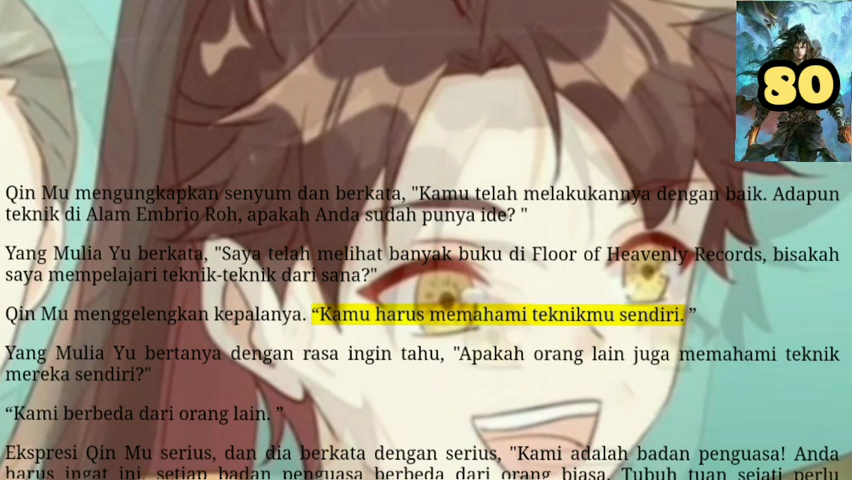 80
Qin Mu mengungkapkan senyum dan berkata, "Kamu telah melakukannya dengan baik. Adapun
teknik di Alam Embrio Roh, apakah Anda sudah punya ide? "
Yang Mulia Yu berkata, "Saya telah melihat banyak buku di Floor of Heavenly Records, bisakah
saya mempelajari teknik-teknik dari sana?"
Qin Mu menggelengkan kepalanya. “Kamu harus memahami teknikmu sendiri. ”
Yang Mulia Yu bertanya dengan rasa ingin tahu, "Apakah orang lain juga memahami teknik
mereka sendiri?"
“Kami berbeda dari orang lain. ”
Ekspresi Qin Mu serius, dan dia berkata dengan serius, "Kami adalah badan penguasa! Anda
harus ingat ini, setiap badan penguasa berbeda dari orang biasa. Tubuh tuan sejati perlu